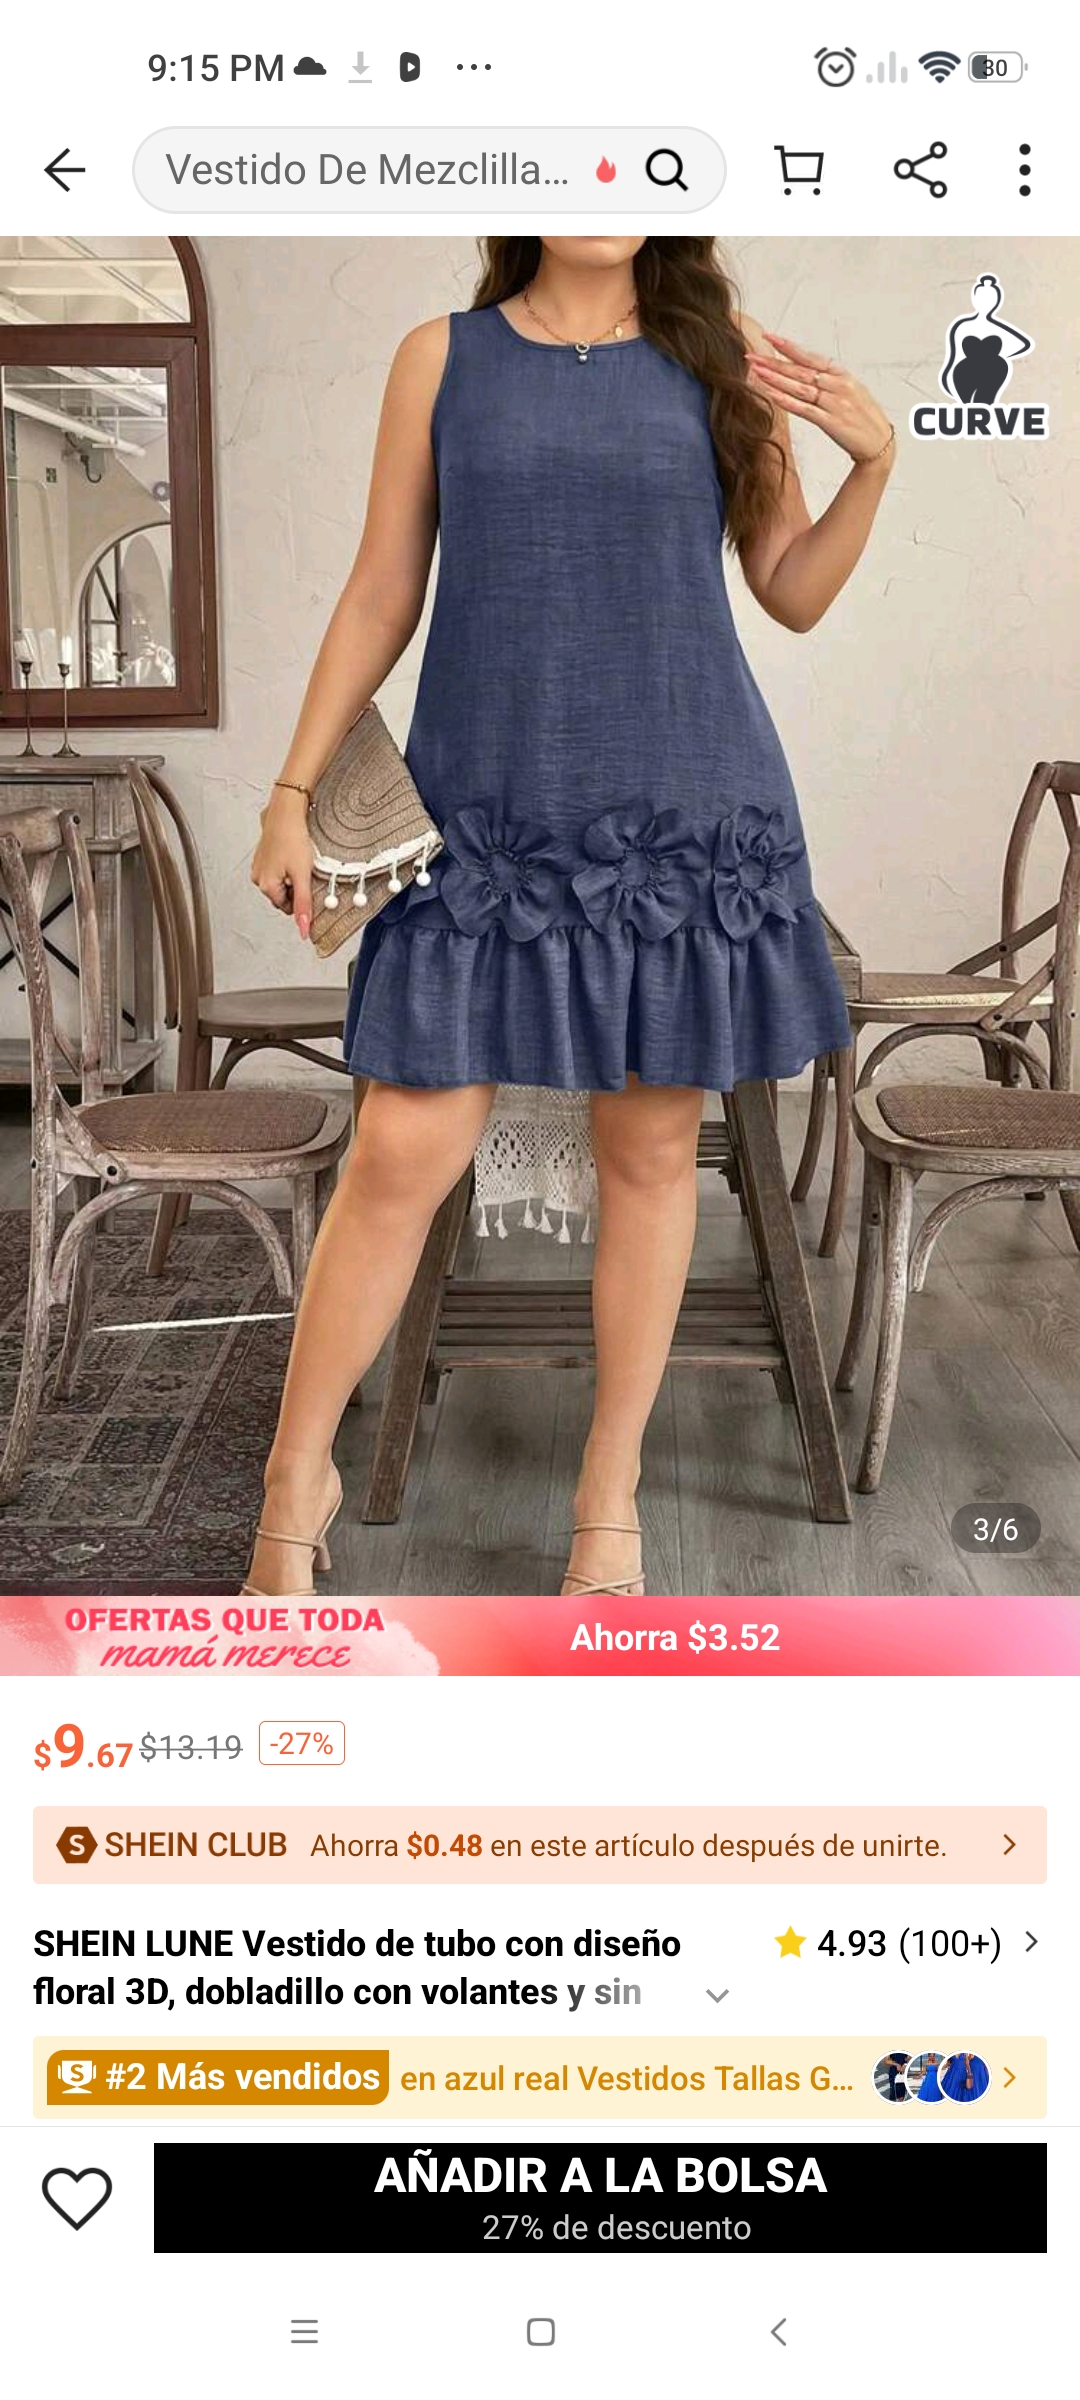 9:15 PM
30
Vestido De Mezclilla...
CURVE
3/6
OFERTAS QUE TODA
mamá merece
Ahorra $3.52
$9.67 $13.19 -27%
S SHEIN CLUB Ahorra $0.48 en este artículo después de unirte.
SHEIN LUNE Vestido de tubo con diseño
floral 3D, dobladillo con volantes y sin
4.93 (100+)
#2 Más vendidos en azul real Vestidos Tallas G...
AÑADIR A LA BOLSA
27% de descuento